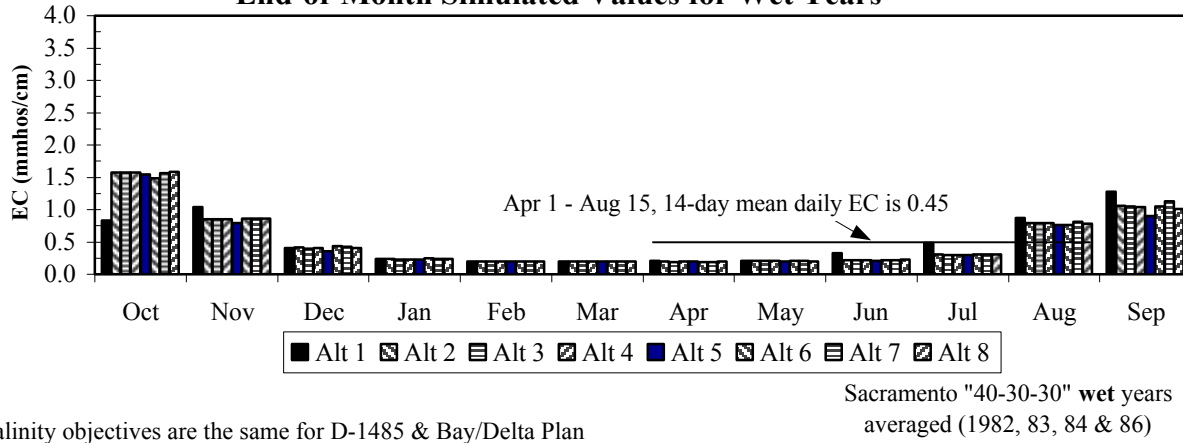 End-of-Month Simulated Values for Wet Years
EC (mmhos/cm)
4.0
3.5
3.0
2.5
2.0
1.5
1.0
0.5
0.0
Apr 1 - Aug 15, 14-day mean daily EC is 0.45
Oct Nov Dec Jan Feb Mar Apr May Jun Jul Aug Sep
Alt 1 Alt 2 Alt 3 Alt 4 Alt 5 Alt 6 Alt 7 Alt 8
Sacramento "40-30-30" wet years
averaged (1982, 83, 84 & 86)
alinity objectives are the same for D-1485 & Bay/Delta Plan